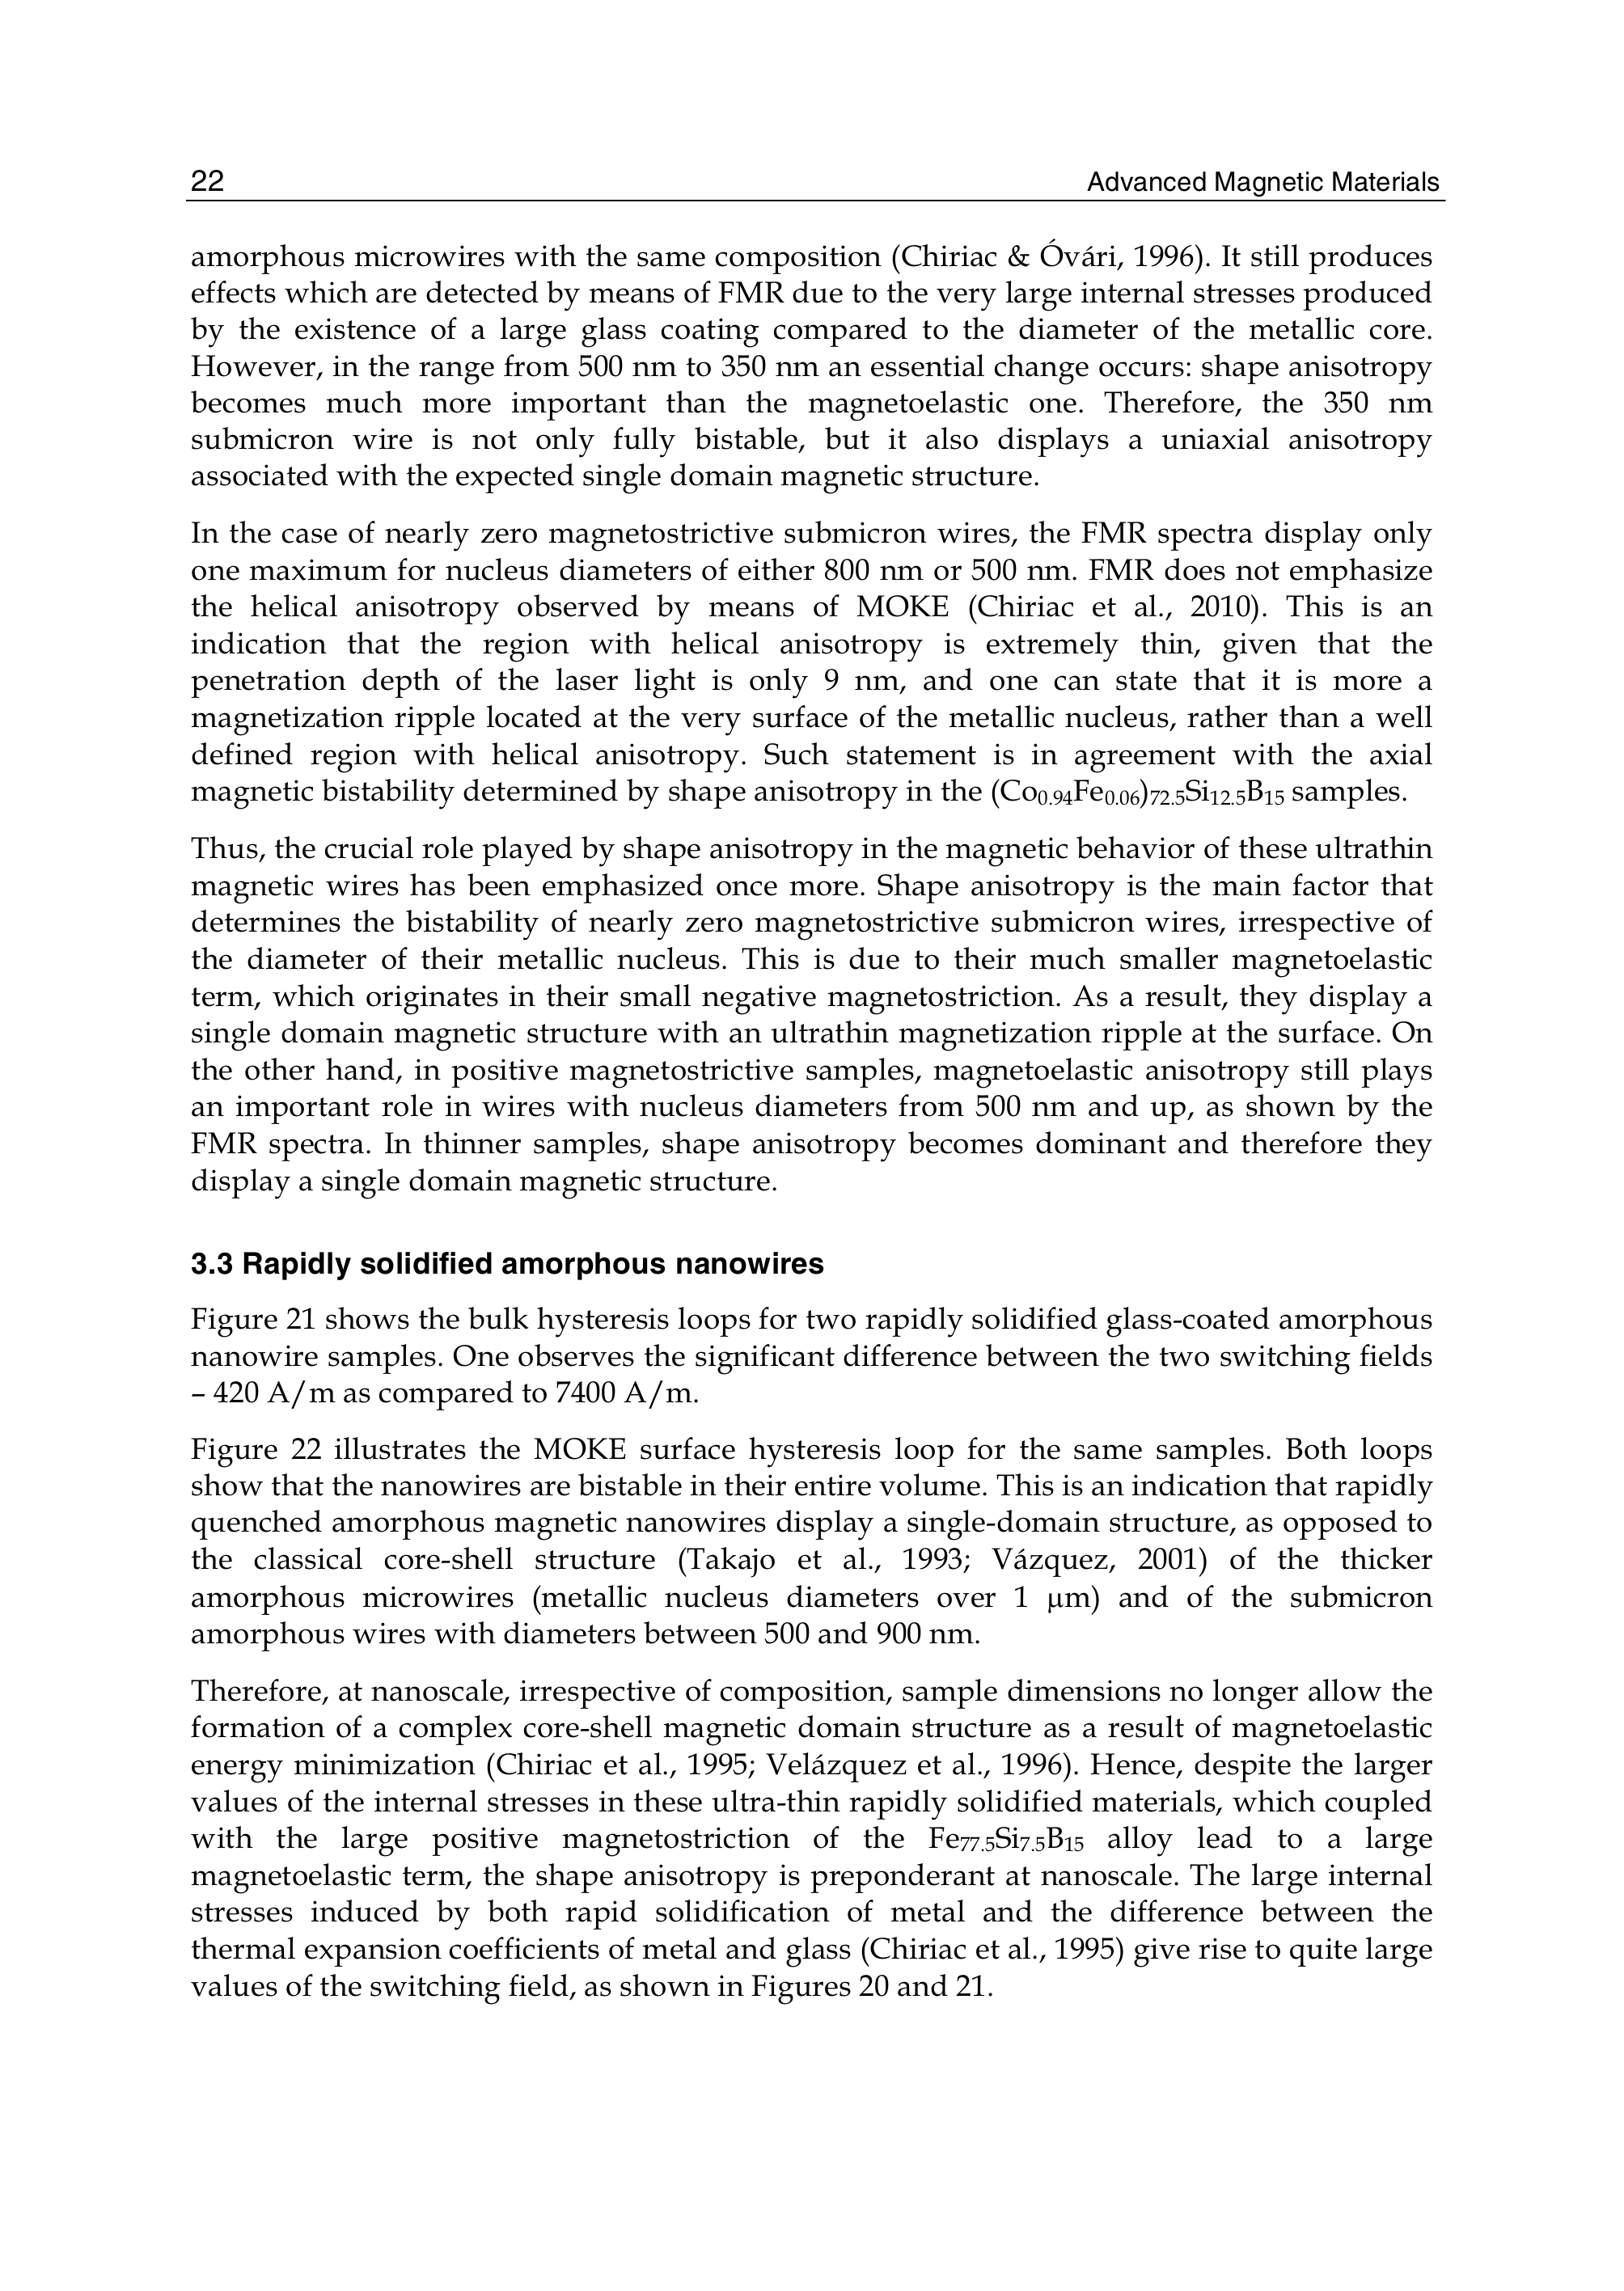 22 Advanced Magnetic Materials
amorphous microwires with the same composition (Chiriac & Óvári, 1996). It still produces
effects which are detected by means of FMR due to the very large internal stresses produced
by the existence of a large glass coating compared to the diameter of the metallic core.
However, in the range from 500 nm to 350 nm an essential change occurs: shape anisotropy
becomes much more important than the magnetoelastic one. Therefore, the 350 nm
submicron wire is not only fully bistable, but it also displays a uniaxial anisotropy
associated with the expected single domain magnetic structure.
In the case of nearly zero magnetostrictive submicron wires, the FMR spectra display only
one maximum for nucleus diameters of either 800 nm or 500 nm. FMR does not emphasize
the helical anisotropy observed by means of MOKE (Chiriac et al., 2010). This is an
indication that the region with helical anisotropy is extremely thin, given that the
penetration depth of the laser light is only 9 nm, and one can state that it is more a
magnetization ripple located at the very surface of the metallic nucleus, rather than a well
defined region with helical anisotropy. Such statement is in agreement with the axial
magnetic bistability determined by shape anisotropy in the (Co0.94Fe0.06)72.5Si12.5B15 samples.
Thus, the crucial role played by shape anisotropy in the magnetic behavior of these ultrathin
magnetic wires has been emphasized once more. Shape anisotropy is the main factor that
determines the bistability of nearly zero magnetostrictive submicron wires, irrespective of
the diameter of their metallic nucleus. This is due to their much smaller magnetoelastic
term, which originates in their small negative magnetostriction. As a result, they display a
single domain magnetic structure with an ultrathin magnetization ripple at the surface. On
the other hand, in positive magnetostrictive samples, magnetoelastic anisotropy still plays
an important role in wires with nucleus diameters from 500 nm and up, as shown by the
FMR spectra. In thinner samples, shape anisotropy becomes dominant and therefore they
display a single domain magnetic structure.
3.3 Rapidly solidified amorphous nanowires
Figure 21 shows the bulk hysteresis loops for two rapidly solidified glass-coated amorphous
nanowire samples. One observes the significant difference between the two switching fields
– 420 A/m as compared to 7400 A/m.
Figure 22 illustrates the MOKE surface hysteresis loop for the same samples. Both loops
show that the nanowires are bistable in their entire volume. This is an indication that rapidly
quenched amorphous magnetic nanowires display a single-domain structure, as opposed to
the classical core-shell structure (Takajo et al., 1993; Vázquez, 2001) of the thicker
amorphous microwires (metallic nucleus diameters over 1 μm) and of the submicron
amorphous wires with diameters between 500 and 900 nm.
Therefore, at nanoscale, irrespective of composition, sample dimensions no longer allow the
formation of a complex core-shell magnetic domain structure as a result of magnetoelastic
energy minimization (Chiriac et al., 1995; Velázquez et al., 1996). Hence, despite the larger
values of the internal stresses in these ultra-thin rapidly solidified materials, which coupled
with the large positive magnetostriction of the Fe77.5Si7.5B15 alloy lead to a large
magnetoelastic term, the shape anisotropy is preponderant at nanoscale. The large internal
stresses induced by both rapid solidification of metal and the difference between the
thermal expansion coefficients of metal and glass (Chiriac et al., 1995) give rise to quite large
values of the switching field, as shown in Figures 20 and 21.